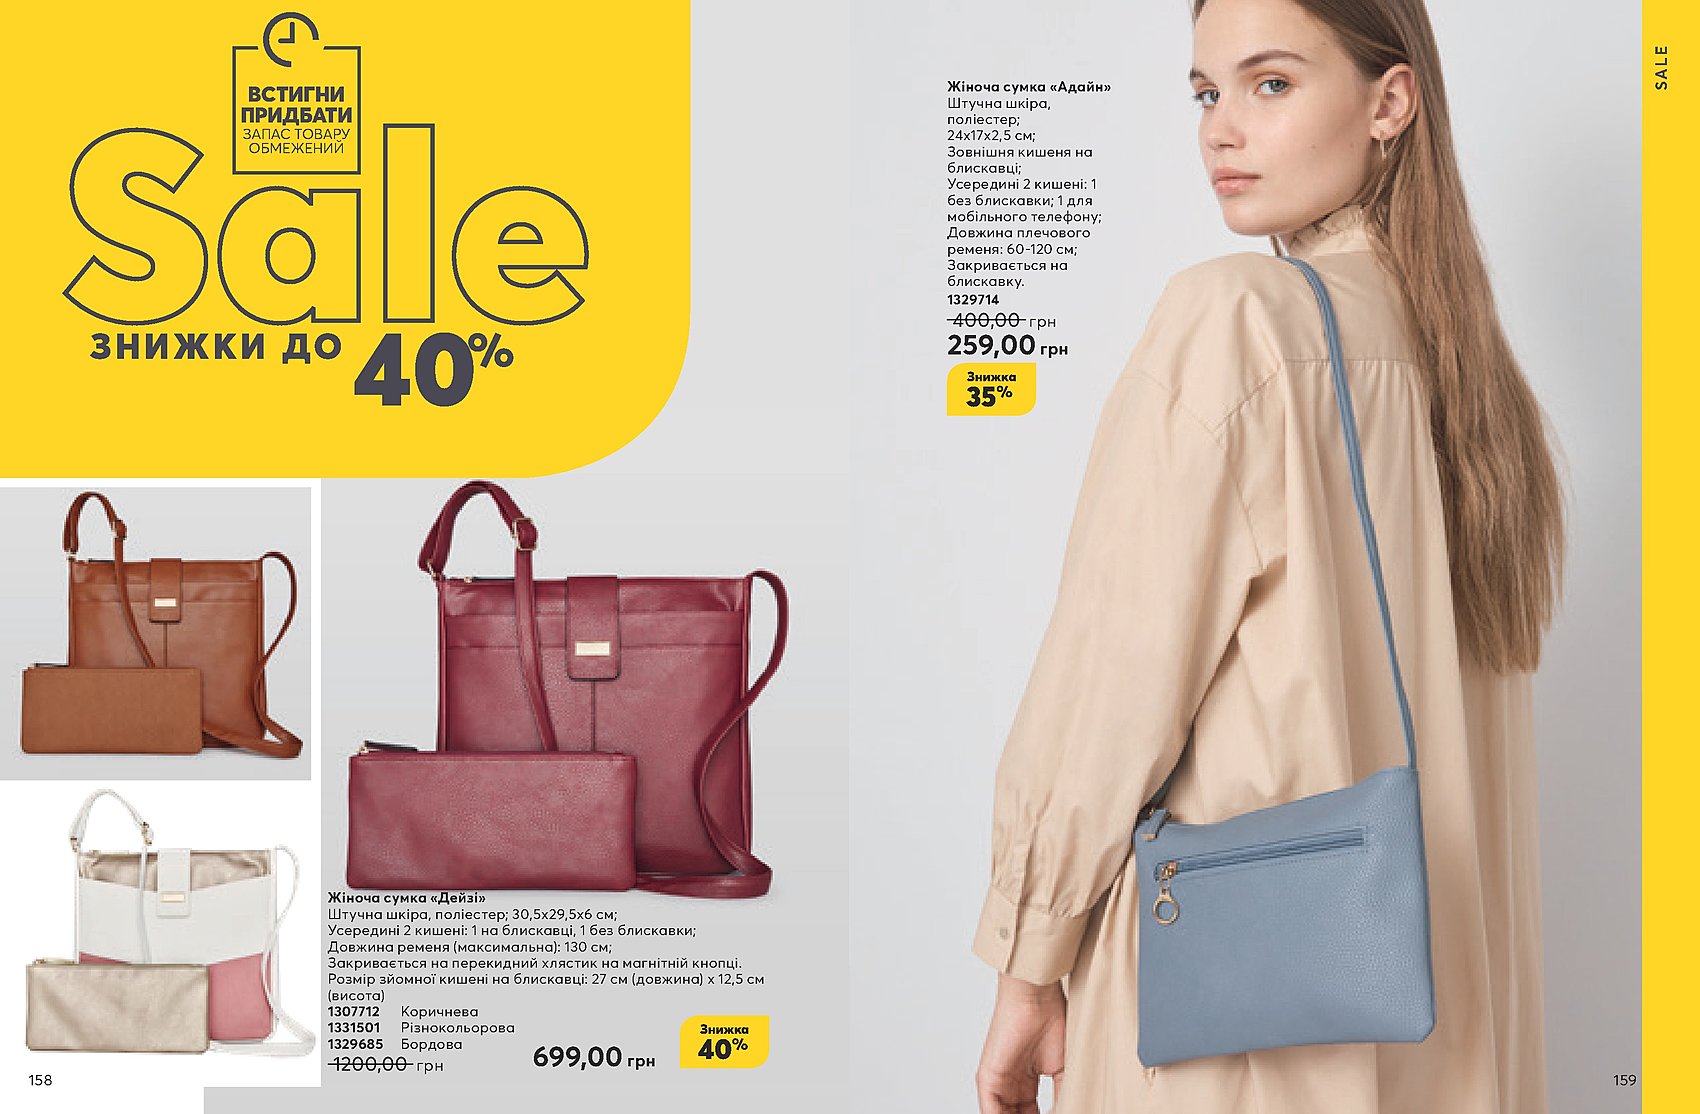 ВСТИГНИ
ПРИДБАТИ
ЗАПАС ТОВАРУ
ОБМЕЖЕНИЙ
Sale
ЗНИЖКИ ДО 40%
Жіноча сумка «Дейзі»
Штучна шкіра, поліестер; 30,5х29,5х6 см;
Усередині 2 кишені: 1 на блискавці, 1 без блискавки;
Довжина ременя (максимальна): 130 см;
Закривається на перекидний хлястик на магнітній кнопці.
Розмір зйомної кишені на блискавці: 27 см (довжина) х 12,5 см
(висота)
1307712 Коричнева
1331501 Різнокольорова
1329685 Бордова
1200,00 грн
699,00 грн
Знижка
40%
158
Жіноча сумка «Адайн»
Штучна шкіра,
поліестер;
24х17х2,5 см;
Зовнішня кишеня на
блискавці;
Усередині 2 кишені: 1
без блискавки; 1 для
мобільного телефону;
Довжина плечового
ременя: 60-120 см;
Закривається на
блискавку.
1329714
400,00 грн
259,00 грн
Знижка
35%
SALE
159